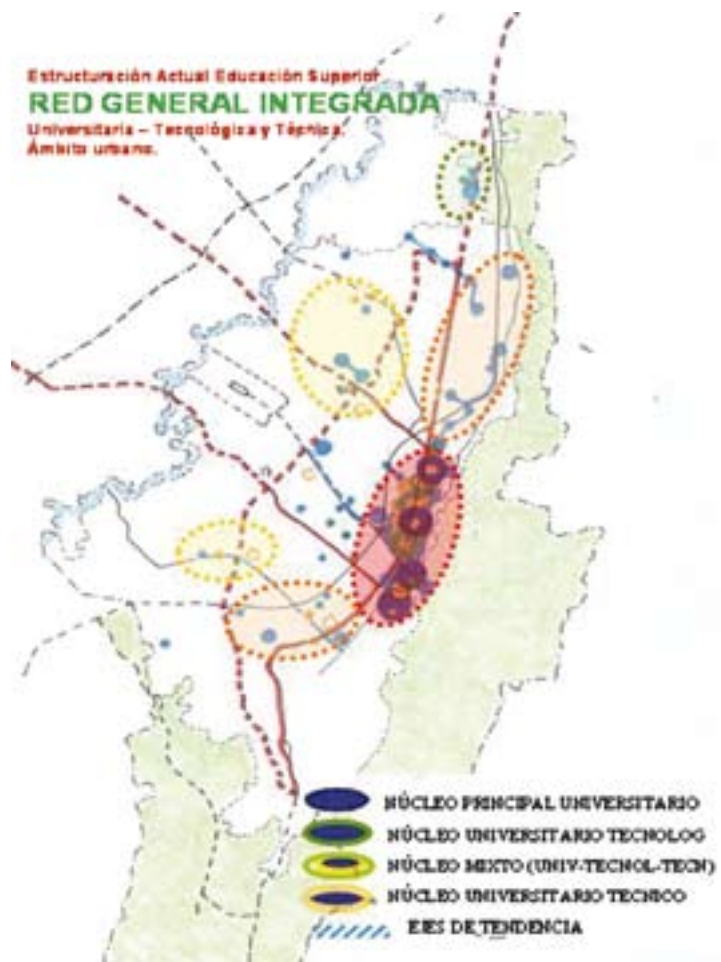 Estructuración Actual Educación Superior
RED GENERAL INTEGRADA
Universitaria – Tecnológica y Técnica.
Ámbito urbano.
NÚCLEO PRINCIPAL UNIVERSITARIO
NÚCLEO UNIVERSITARIO TECNOLOG
NÚCLEO MIXTO (UNIV-TECNOL-TECN)
NÚCLEO UNIVERSITARIO TECNICO
EJES DE TENDENCIA